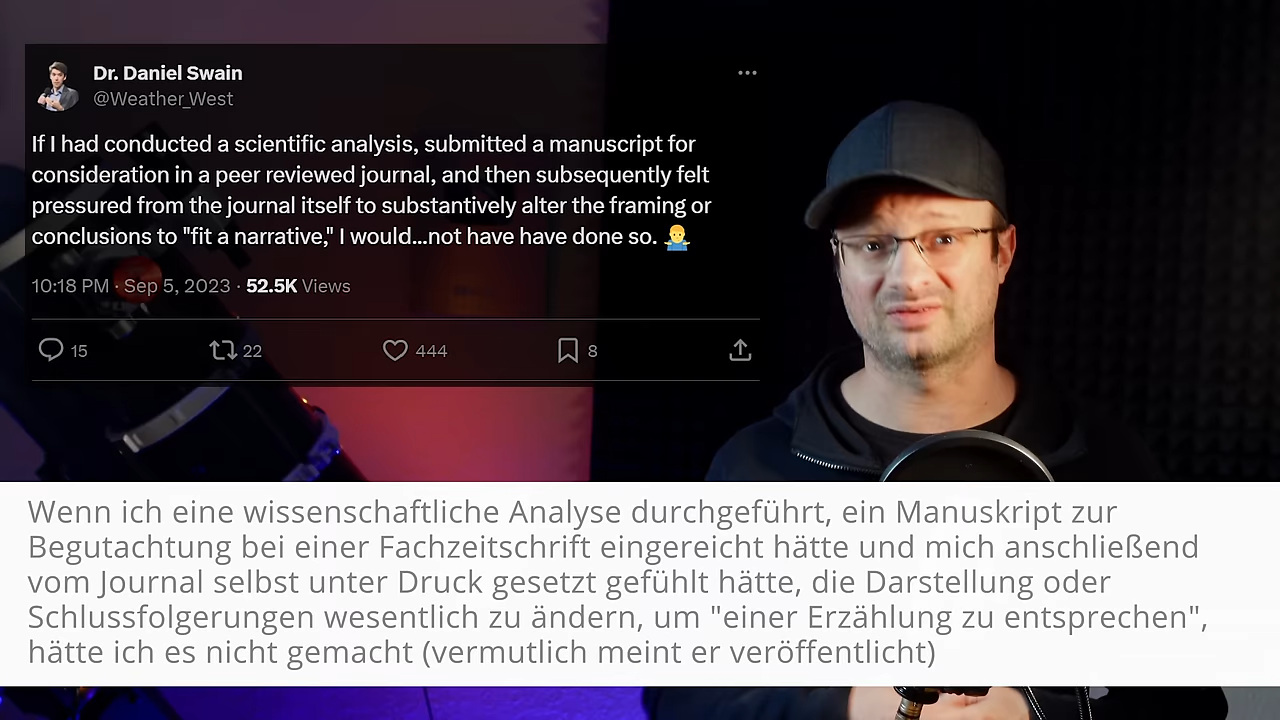 Dr. Daniel Swain
@Weather_West
If I had conducted a scientific analysis, submitted a manuscript for
consideration in a peer reviewed journal, and then subsequently felt
pressured from the journal itself to substantively alter the framing or
conclusions to "fit a narrative," I would...not have have done so. 🤷‍♂️
10:18 PM · Sep 5, 2023 · 52.5K Views
15 22 444 8
Wenn ich eine wissenschaftliche Analyse durchgeführt, ein Manuskript zur
Begutachtung bei einer Fachzeitschrift eingereicht hätte und mich anschließend
vom Journal selbst unter Druck gesetzt gefühlt hätte, die Darstellung oder
Schlussfolgerungen wesentlich zu ändern, um "einer Erzählung zu entsprechen",
hätte ich es nicht gemacht (vermutlich meint er veröffentlicht)